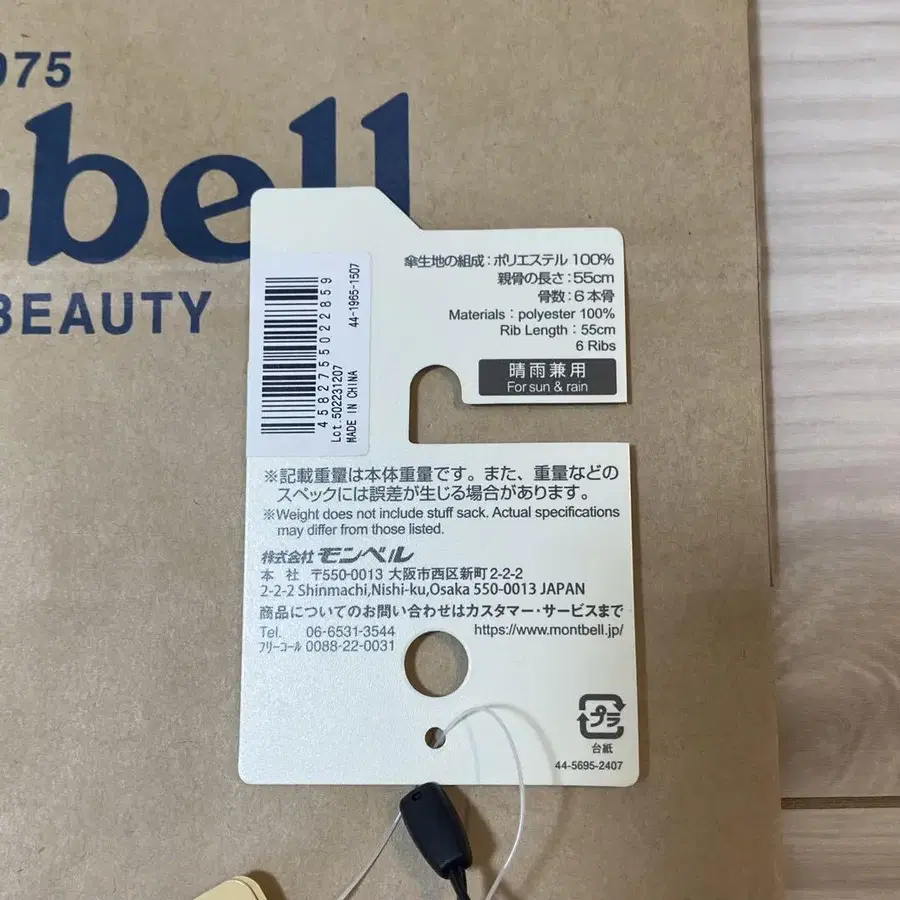 975
-bell
BEAUTY
傘生地の組成：ポリエステル 100%
親骨の長さ：55cm
骨数：6本骨
Materials：polyester 100%
Rib Length：55cm
6 Ribs
晴雨兼用
For sun & rain
4582755022859
44-1965-1507
Lot.502231207
MADE IN CHINA
※記載重量は本体重量です。また、重量などの
スペックには誤差が生じる場合があります。
※Weight does not include stuff sack. Actual specifications
may differ from those listed.
株式会社 モンベル
本 社 〒550-0013 大阪市西区新町2-2-2
2-2-2 Shinmachi,Nishi-ku,Osaka 550-0013 JAPAN
商品についてのお問い合わせはカスタマー・サービスまで
Tel. 06-6531-3544 https://www.montbell.jp/
フリーコール 0088-22-0031
プラ
台紙
44-5695-2407